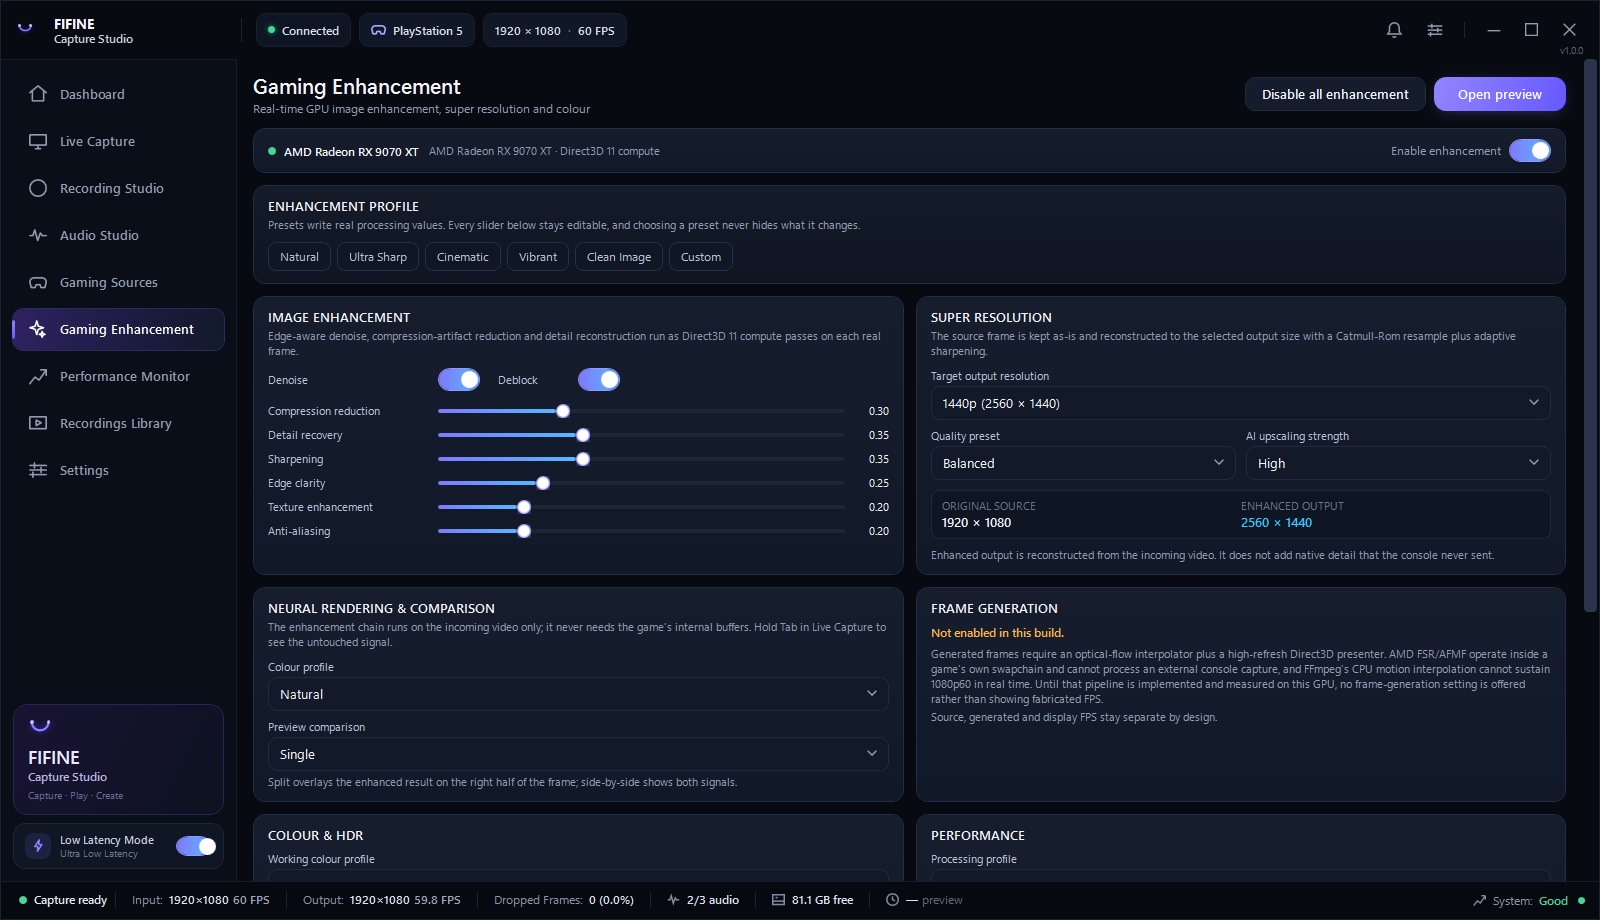 FIFINE
Capture Studio
Connected
PlayStation 5
1920 × 1080 · 60 FPS
v1.0.0
Dashboard
Live Capture
Recording Studio
Audio Studio
Gaming Sources
Gaming Enhancement
Performance Monitor
Recordings Library
Settings
FIFINE
Capture Studio
Capture · Play · Create
Low Latency Mode
Ultra Low Latency
Gaming Enhancement
Real-time GPU image enhancement, super resolution and colour
Disable all enhancement
Open preview
AMD Radeon RX 9070 XT AMD Radeon RX 9070 XT · Direct3D 11 compute
Enable enhancement
ENHANCEMENT PROFILE
Presets write real processing values. Every slider below stays editable, and choosing a preset never hides what it changes.
Natural
Ultra Sharp
Cinematic
Vibrant
Clean Image
Custom
IMAGE ENHANCEMENT
Edge-aware denoise, compression-artifact reduction and detail reconstruction run as Direct3D 11 compute passes on each real
frame.
Denoise
Deblock
Compression reduction 0.30
Detail recovery 0.35
Sharpening 0.35
Edge clarity 0.25
Texture enhancement 0.20
Anti-aliasing 0.20
SUPER RESOLUTION
The source frame is kept as-is and reconstructed to the selected output size with a Catmull-Rom resample plus adaptive
sharpening.
Target output resolution
1440p (2560 × 1440)
Quality preset
Balanced
AI upscaling strength
High
ORIGINAL SOURCE
1920 × 1080
ENHANCED OUTPUT
2560 × 1440
Enhanced output is reconstructed from the incoming video. It does not add native detail that the console never sent.
NEURAL RENDERING & COMPARISON
The enhancement chain runs on the incoming video only; it never needs the game's internal buffers. Hold Tab in Live Capture to
see the untouched signal.
Colour profile
Natural
Preview comparison
Single
Split overlays the enhanced result on the right half of the frame; side-by-side shows both signals.
FRAME GENERATION
Not enabled in this build.
Generated frames require an optical-flow interpolator plus a high-refresh Direct3D presenter. AMD FSR/AFMF operate inside a
game's own swapchain and cannot process an external console capture, and FFmpeg's CPU motion interpolation cannot sustain
1080p60 in real time. Until that pipeline is implemented and measured on this GPU, no frame-generation setting is offered
rather than showing fabricated FPS.
Source, generated and display FPS stay separate by design.
COLOUR & HDR
Working colour profile
PERFORMANCE
Processing profile
Capture ready
Input: 1920×1080 60 FPS
Output: 1920×1080 59.8 FPS
Dropped Frames: 0 (0.0%)
2/3 audio
81.1 GB free
— preview
System: Good